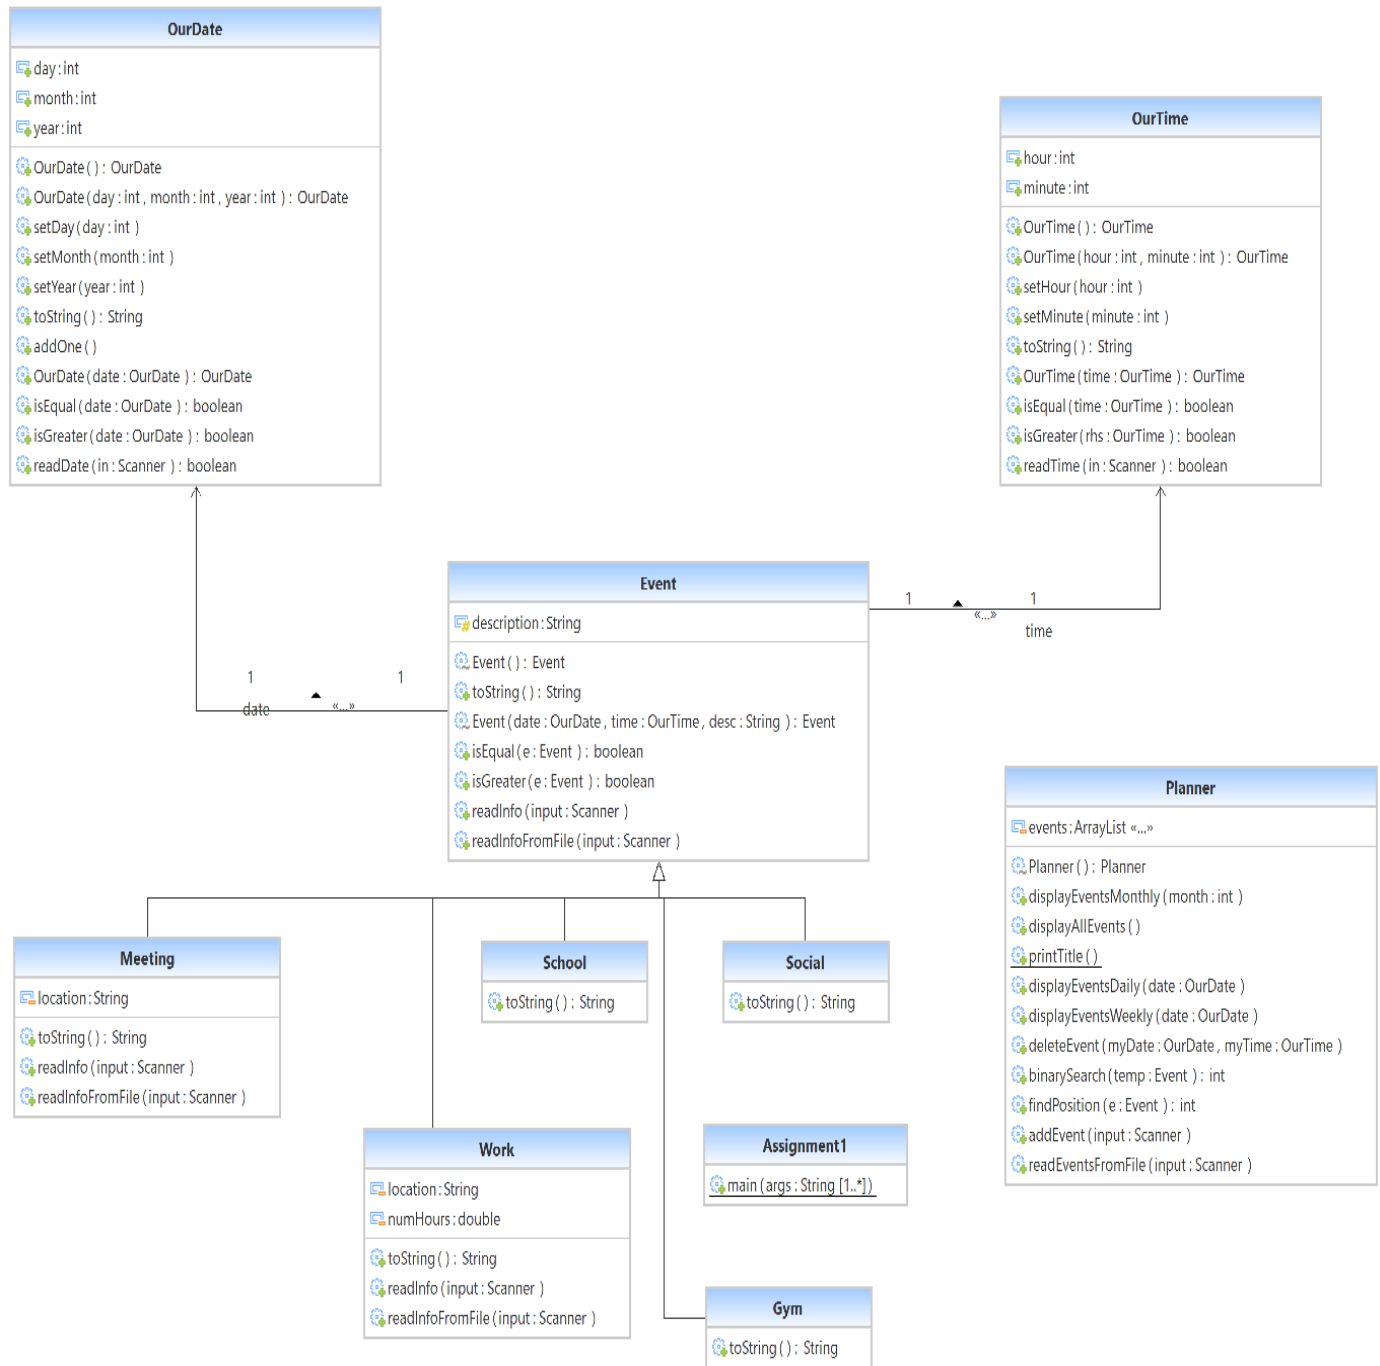 OurDate
day : int
month : int
year : int
OurDate ( ) : OurDate
OurDate ( day : int , month : int , year : int ) : OurDate
setDay ( day : int )
setMonth ( month : int )
setYear ( year : int )
toString ( ) : String
addOne ( )
OurDate ( date : OurDate ) : OurDate
isEqual ( date : OurDate ) : boolean
isGreater ( date : OurDate ) : boolean
readDate ( in : Scanner ) : boolean
OurTime
hour : int
minute : int
OurTime ( ) : OurTime
OurTime ( hour : int , minute : int ) : OurTime
setHour ( hour : int )
setMinute ( minute : int )
toString ( ) : String
OurTime ( time : OurTime ) : OurTime
isEqual ( time : OurTime ) : boolean
isGreater ( rhs : OurTime ) : boolean
readTime ( in : Scanner ) : boolean
1 1
date «...»
1 1
«...»
time
Event
description : String
Event ( ) : Event
toString ( ) : String
Event ( date : OurDate , time : OurTime , desc : String ) : Event
isEqual ( e : Event ) : boolean
isGreater ( e : Event ) : boolean
readInfo ( input : Scanner )
readInfoFromFile ( input : Scanner )
Planner
events : ArrayList «...»
Planner ( ) : Planner
displayEventsMonthly ( month : int )
displayAllEvents ( )
printTitle ( )
displayEventsDaily ( date : OurDate )
displayEventsWeekly ( date : OurDate )
deleteEvent ( myDate : OurDate , myTime : OurTime )
binarySearch ( temp : Event ) : int
findPosition ( e : Event ) : int
addEvent ( input : Scanner )
readEventsFromFile ( input : Scanner )
Meeting
location : String
toString ( ) : String
readInfo ( input : Scanner )
readInfoFromFile ( input : Scanner )
School
toString ( ) : String
Social
toString ( ) : String
Work
location : String
numHours : double
toString ( ) : String
readInfo ( input : Scanner )
readInfoFromFile ( input : Scanner )
Assignment1
main ( args : String [1..*] )
Gym
toString ( ) : String